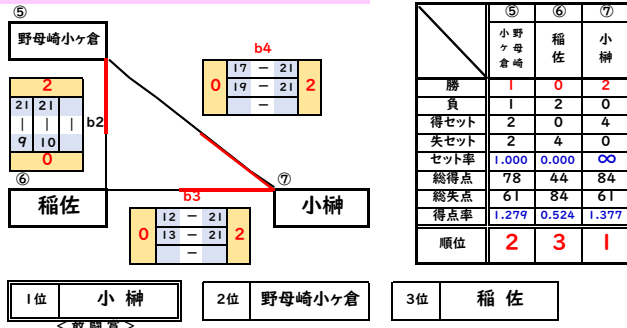 ⑤
野母崎小ヶ倉
b4
0 17 - 21 2
19 - 21
-
2
21 21
| | | b2
9 10
0
⑥ ⑦
稲佐 b3 小榊
0 12 - 21 2
13 - 21
-
⑤ ⑥ ⑦
小ヶ倉 野母崎 稲佐 小榊
勝 1 0 2
負 1 2 0
得セット 2 0 4
失セット 2 4 0
セット率 1.000 0.000 ∞
総得点 78 44 84
総失点 61 84 61
得点率 1.279 0.524 1.377
順位 2 3 1
1位 小榊 2位 野母崎小ヶ倉 3位 稲佐
＜敢闘賞＞